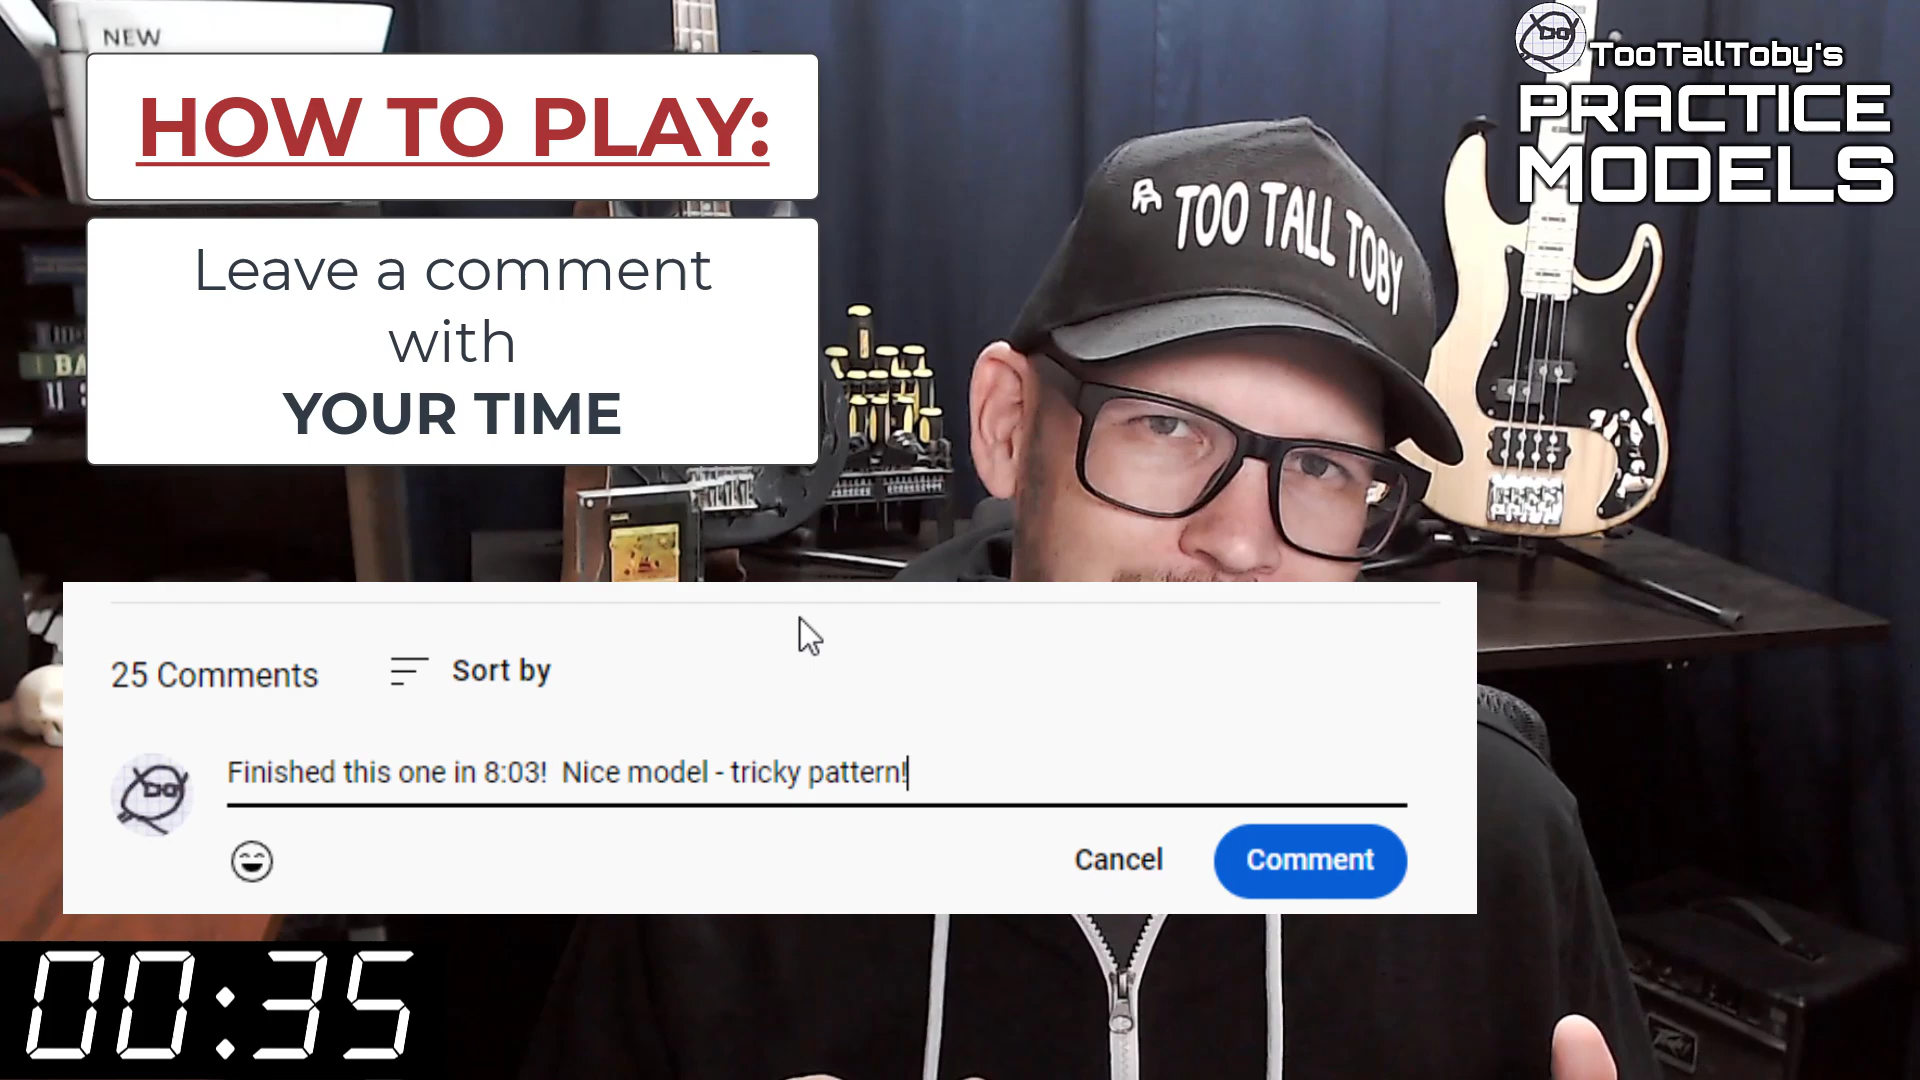 NEW
HOW TO PLAY:
Leave a comment
with
YOUR TIME
TooTallToby's
PRACTICE
MODELS
TOO TALL TOBY
25 Comments
Sort by
Finished this one in 8:03!  Nice model - tricky pattern!
Cancel
Comment
00:35